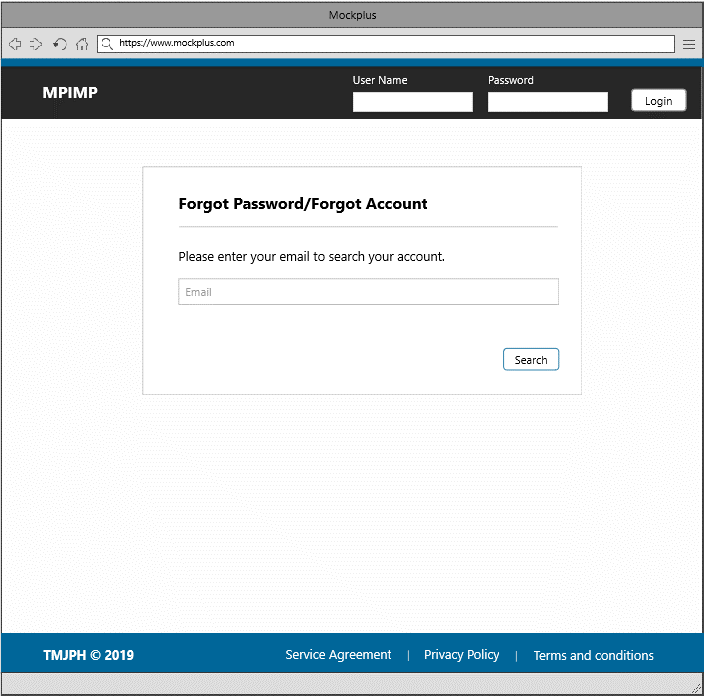 Mockplus
https://www.mockplus.com
MPIMP
User Name
Password
Login
Forgot Password/Forgot Account
Please enter your email to search your account.
Email
Search
TMJPH © 2019
Service Agreement | Privacy Policy | Terms and conditions